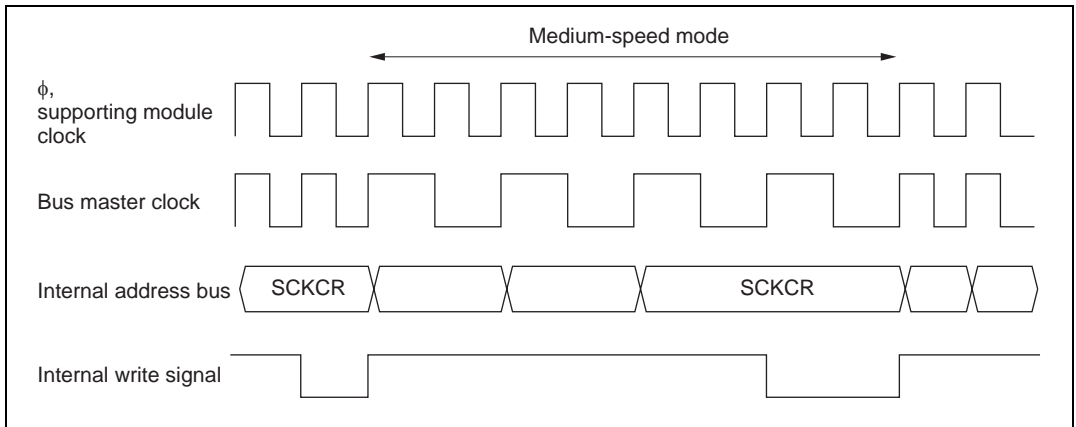 Medium-speed mode
ϕ,
supporting module
clock
Bus master clock
Internal address bus
SCKCR
SCKCR
Internal write signal